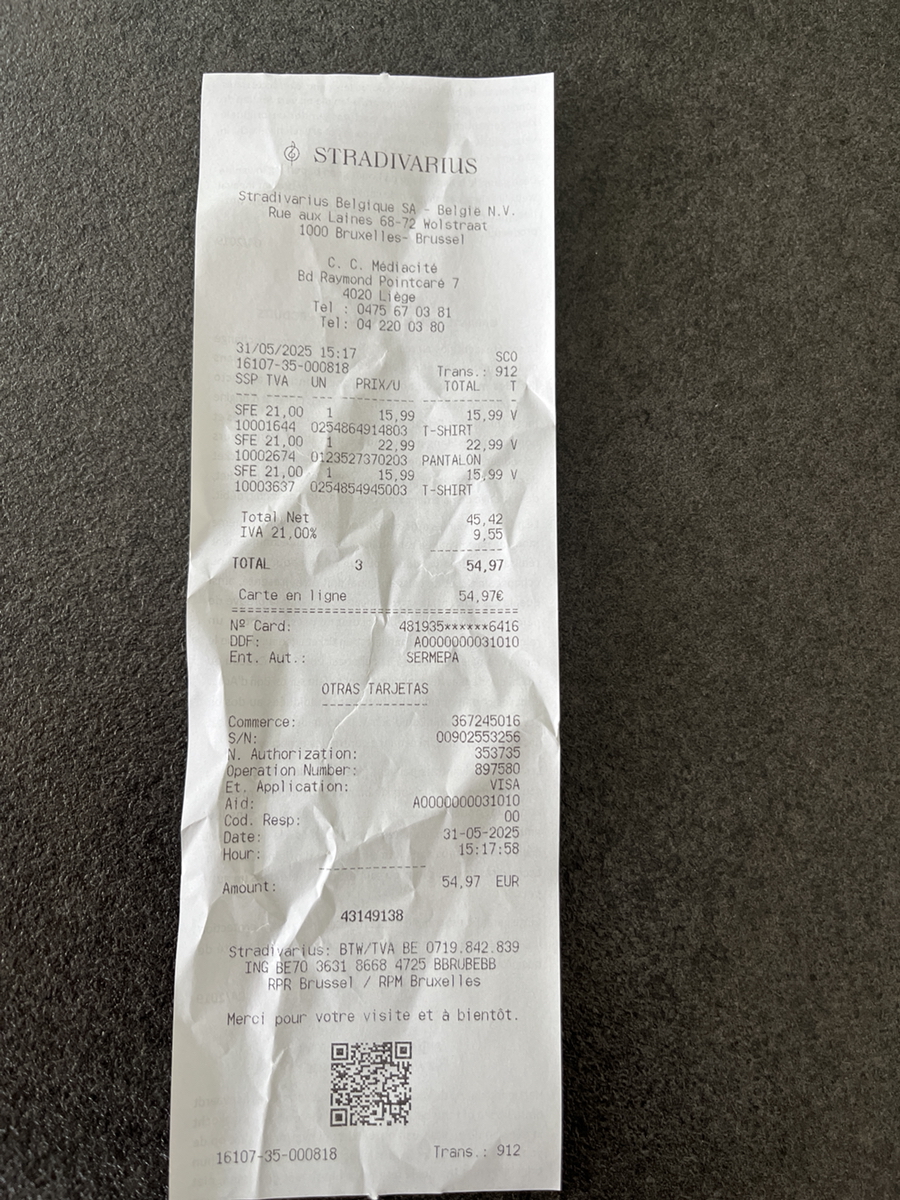 STRADIVARIUS
Stradivarius Belgique SA - Belgie N.V.
Rue aux Laines 68-72 Wolstraat
1000 Bruxelles- Brussel
C. C. Médiacité
Bd Raymond Pointcaré 7
4020 Liège
Tel : 0475 67 03 81
Tel: 04 220 03 80
31/05/2025 15:17 SCO
16107-35-000818 Trans.: 912
SSP TVA UN PRIX/U TOTAL T
--- ----- --- -------- --------- -
SFE 21,00 1 15,99 15,99 V
10001644 0254864914803 T-SHIRT
SFE 21,00 1 22,99 22,99 V
10002674 0123527370203 PANTALON
SFE 21,00 1 15,99 15,99 V
10003637 0254854945003 T-SHIRT
Total Net 45,42
IVA 21,00% 9,55
----------
TOTAL 3 54,97
Carte en ligne 54,97€
======================================
Nº Card: 481935******6416
DDF: A0000000031010
Ent. Aut.: SERMEPA
OTRAS TARJETAS
--------------
Commerce: 367245016
S/N: 00902553256
N. Authorization: 353735
Operation Number: 897580
Et. Application: VISA
Aid: A0000000031010
Cod. Resp: 00
Date: 31-05-2025
Hour: 15:17:58
--------------
Amount: 54,97 EUR
43149138
Stradivarius: BTW/TVA BE 0719.842.839
ING BE70 3631 8668 4725 BBRUBEBB
RPR Brussel / RPM Bruxelles
Merci pour votre visite et à bientôt.
16107-35-000818 Trans.: 912